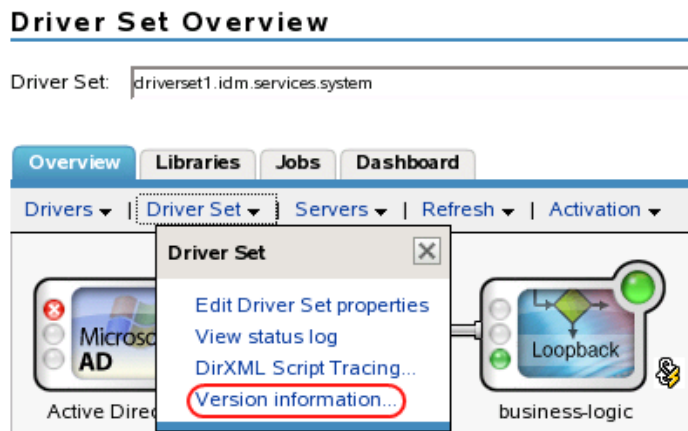 Driver Set Overview
Driver Set: driverset1.idm.services.system
Overview Libraries Jobs Dashboard
Drivers | Driver Set | Servers | Refresh | Activation
Driver Set
Edit Driver Set properties
View status log
DirXML Script Tracing...
Version information...
Microsc
AD
Active Direc
Loopback
business-logic